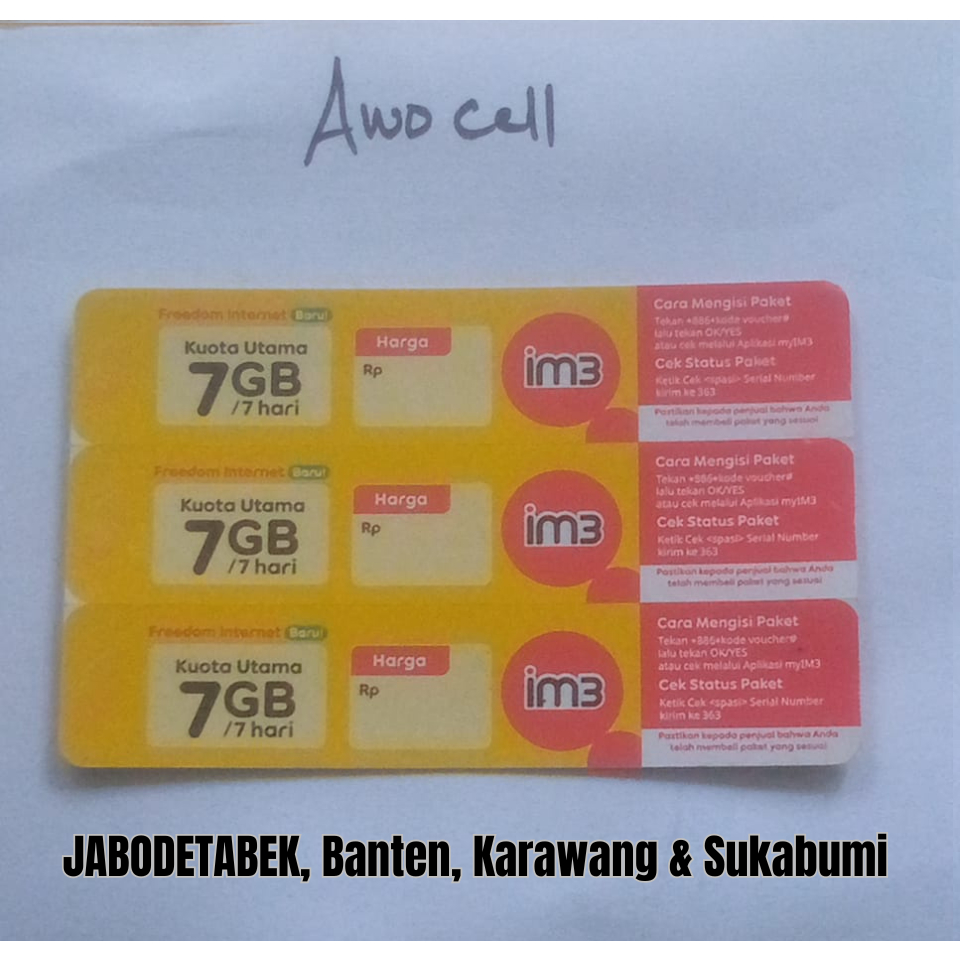 Awo cell
Freedom Internet Baru!
Kuota Utama
7GB
/7 hari
Harga
Rp
im3
Cara Mengisi Paket
Tekan *886*kode voucher#
lalu tekan OK/YES
atau cek melalui Aplikasi myIM3
Cek Status Paket
Ketik Cek <spasi> Serial Number
kirim ke 363
Pastikan kepada penjual bahwa Anda
telah membeli paket yang sesuai
Freedom Internet Baru!
Kuota Utama
7GB
/7 hari
Harga
Rp
im3
Cara Mengisi Paket
Tekan *886*kode voucher#
lalu tekan OK/YES
atau cek melalui Aplikasi myIM3
Cek Status Paket
Ketik Cek <spasi> Serial Number
kirim ke 363
Pastikan kepada penjual bahwa Anda
telah membeli paket yang sesuai
Freedom Internet Baru!
Kuota Utama
7GB
/7 hari
Harga
Rp
im3
Cara Mengisi Paket
Tekan *886*kode voucher#
lalu tekan OK/YES
atau cek melalui Aplikasi myIM3
Cek Status Paket
Ketik Cek <spasi> Serial Number
kirim ke 363
Pastikan kepada penjual bahwa Anda
telah membeli paket yang sesuai
JABODETABEK, Banten, Karawang & Sukabumi